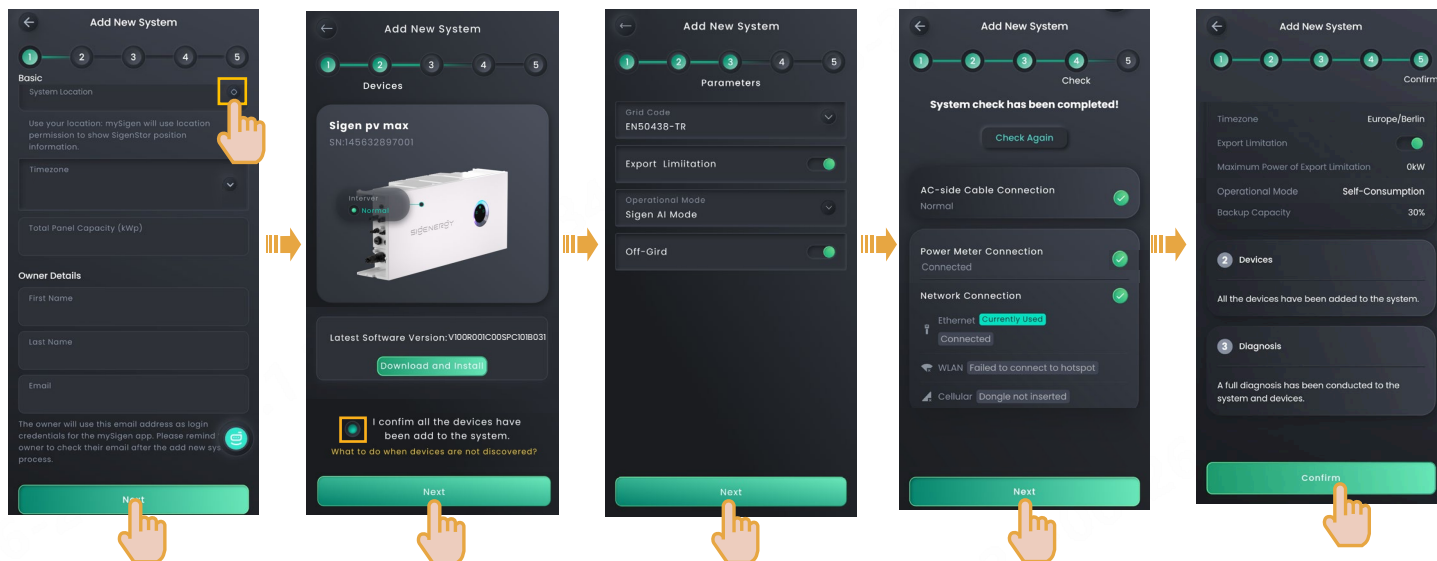 Add New System
1
2
3
4
5
Basic
System Location
Use your location: mySigen will use location
permission to show SigenStor position
information.
Timezone
Total Panel Capacity (kWp)
Owner Details
First Name
Last Name
Email
The owner will use this email address as login
credentials for the mySigen app. Please remind
owner to check their email after the add new sys
process.
Next
Add New System
1
2
3
4
5
Devices
Sigen pv max
SN:145632897001
Interver
Normal
SIGENERGY
Latest Software Version:V100R001C00SPC101B031
Download and Install
I confim all the devices have
been add to the system.
What to do when devices are not discovered?
Next
Add New System
1
2
3
4
5
Parameters
Grid Code
EN50438-TR
Export Limiitation
Operational Mode
Sigen AI Mode
Off-Gird
Next
Add New System
1
2
3
4
5
Check
System check has been completed!
Check Again
AC-side Cable Connection
Normal
Power Meter Connection
Connected
Network Connection
Ethernet Currently Used
Connected
WLAN Failed to connect to hotspot
Cellular Dongle not inserted
Next
Add New System
1
2
3
4
5
Confirm
Timezone Europe/Berlin
Export Limitation
Maximum Power of Export Limitation 0kW
Operational Mode Self-Consumption
Backup Capacity 30%
2 Devices
All the devices have been added to the system.
3 Diagnosis
A full diagnosis has been conducted to the
system and devices.
Confirm